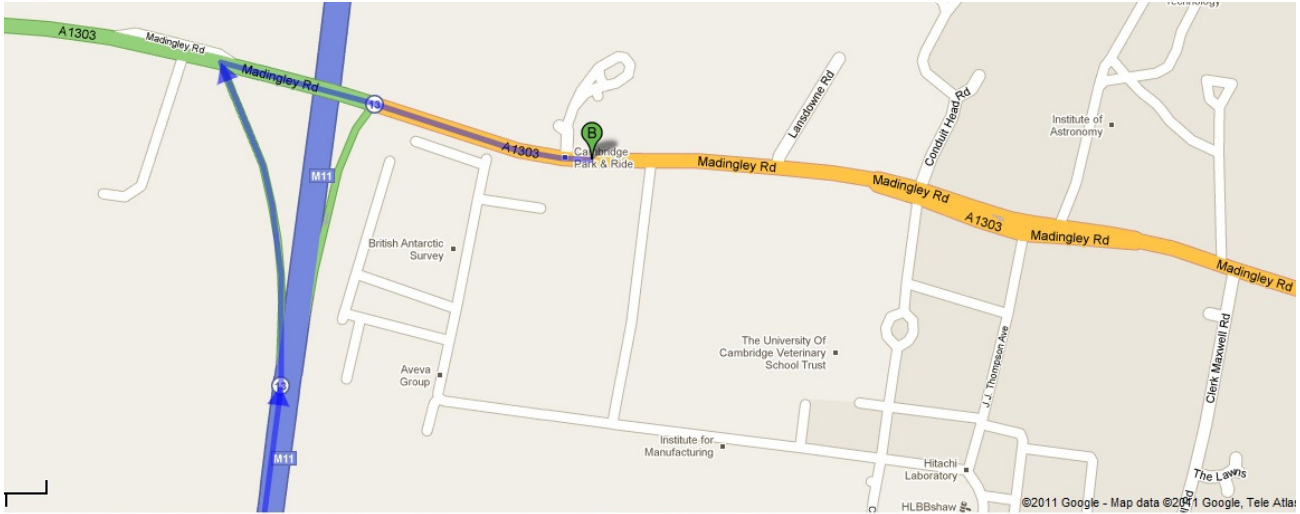 Technology
A1303
Madingley Rd
Madingley Rd
13
A1303
B
Cambridge
Park & Ride
Lansdowne Rd
Conduit Head Rd
Institute of
Astronomy
M11
Madingley Rd
Madingley Rd
A1303
Madingley Rd
Madingley Rd
British Antarctic
Survey
The University Of
Cambridge Veterinary
School Trust
J.J. Thompson Ave
Clerk Maxwell Rd
Aveva
Group
13
M11
Institute for
Manufacturing
Hitachi
Laboratory
The Lawns
HLBBshaw
©2011 Google - Map data ©2011 Google, Tele Atlas